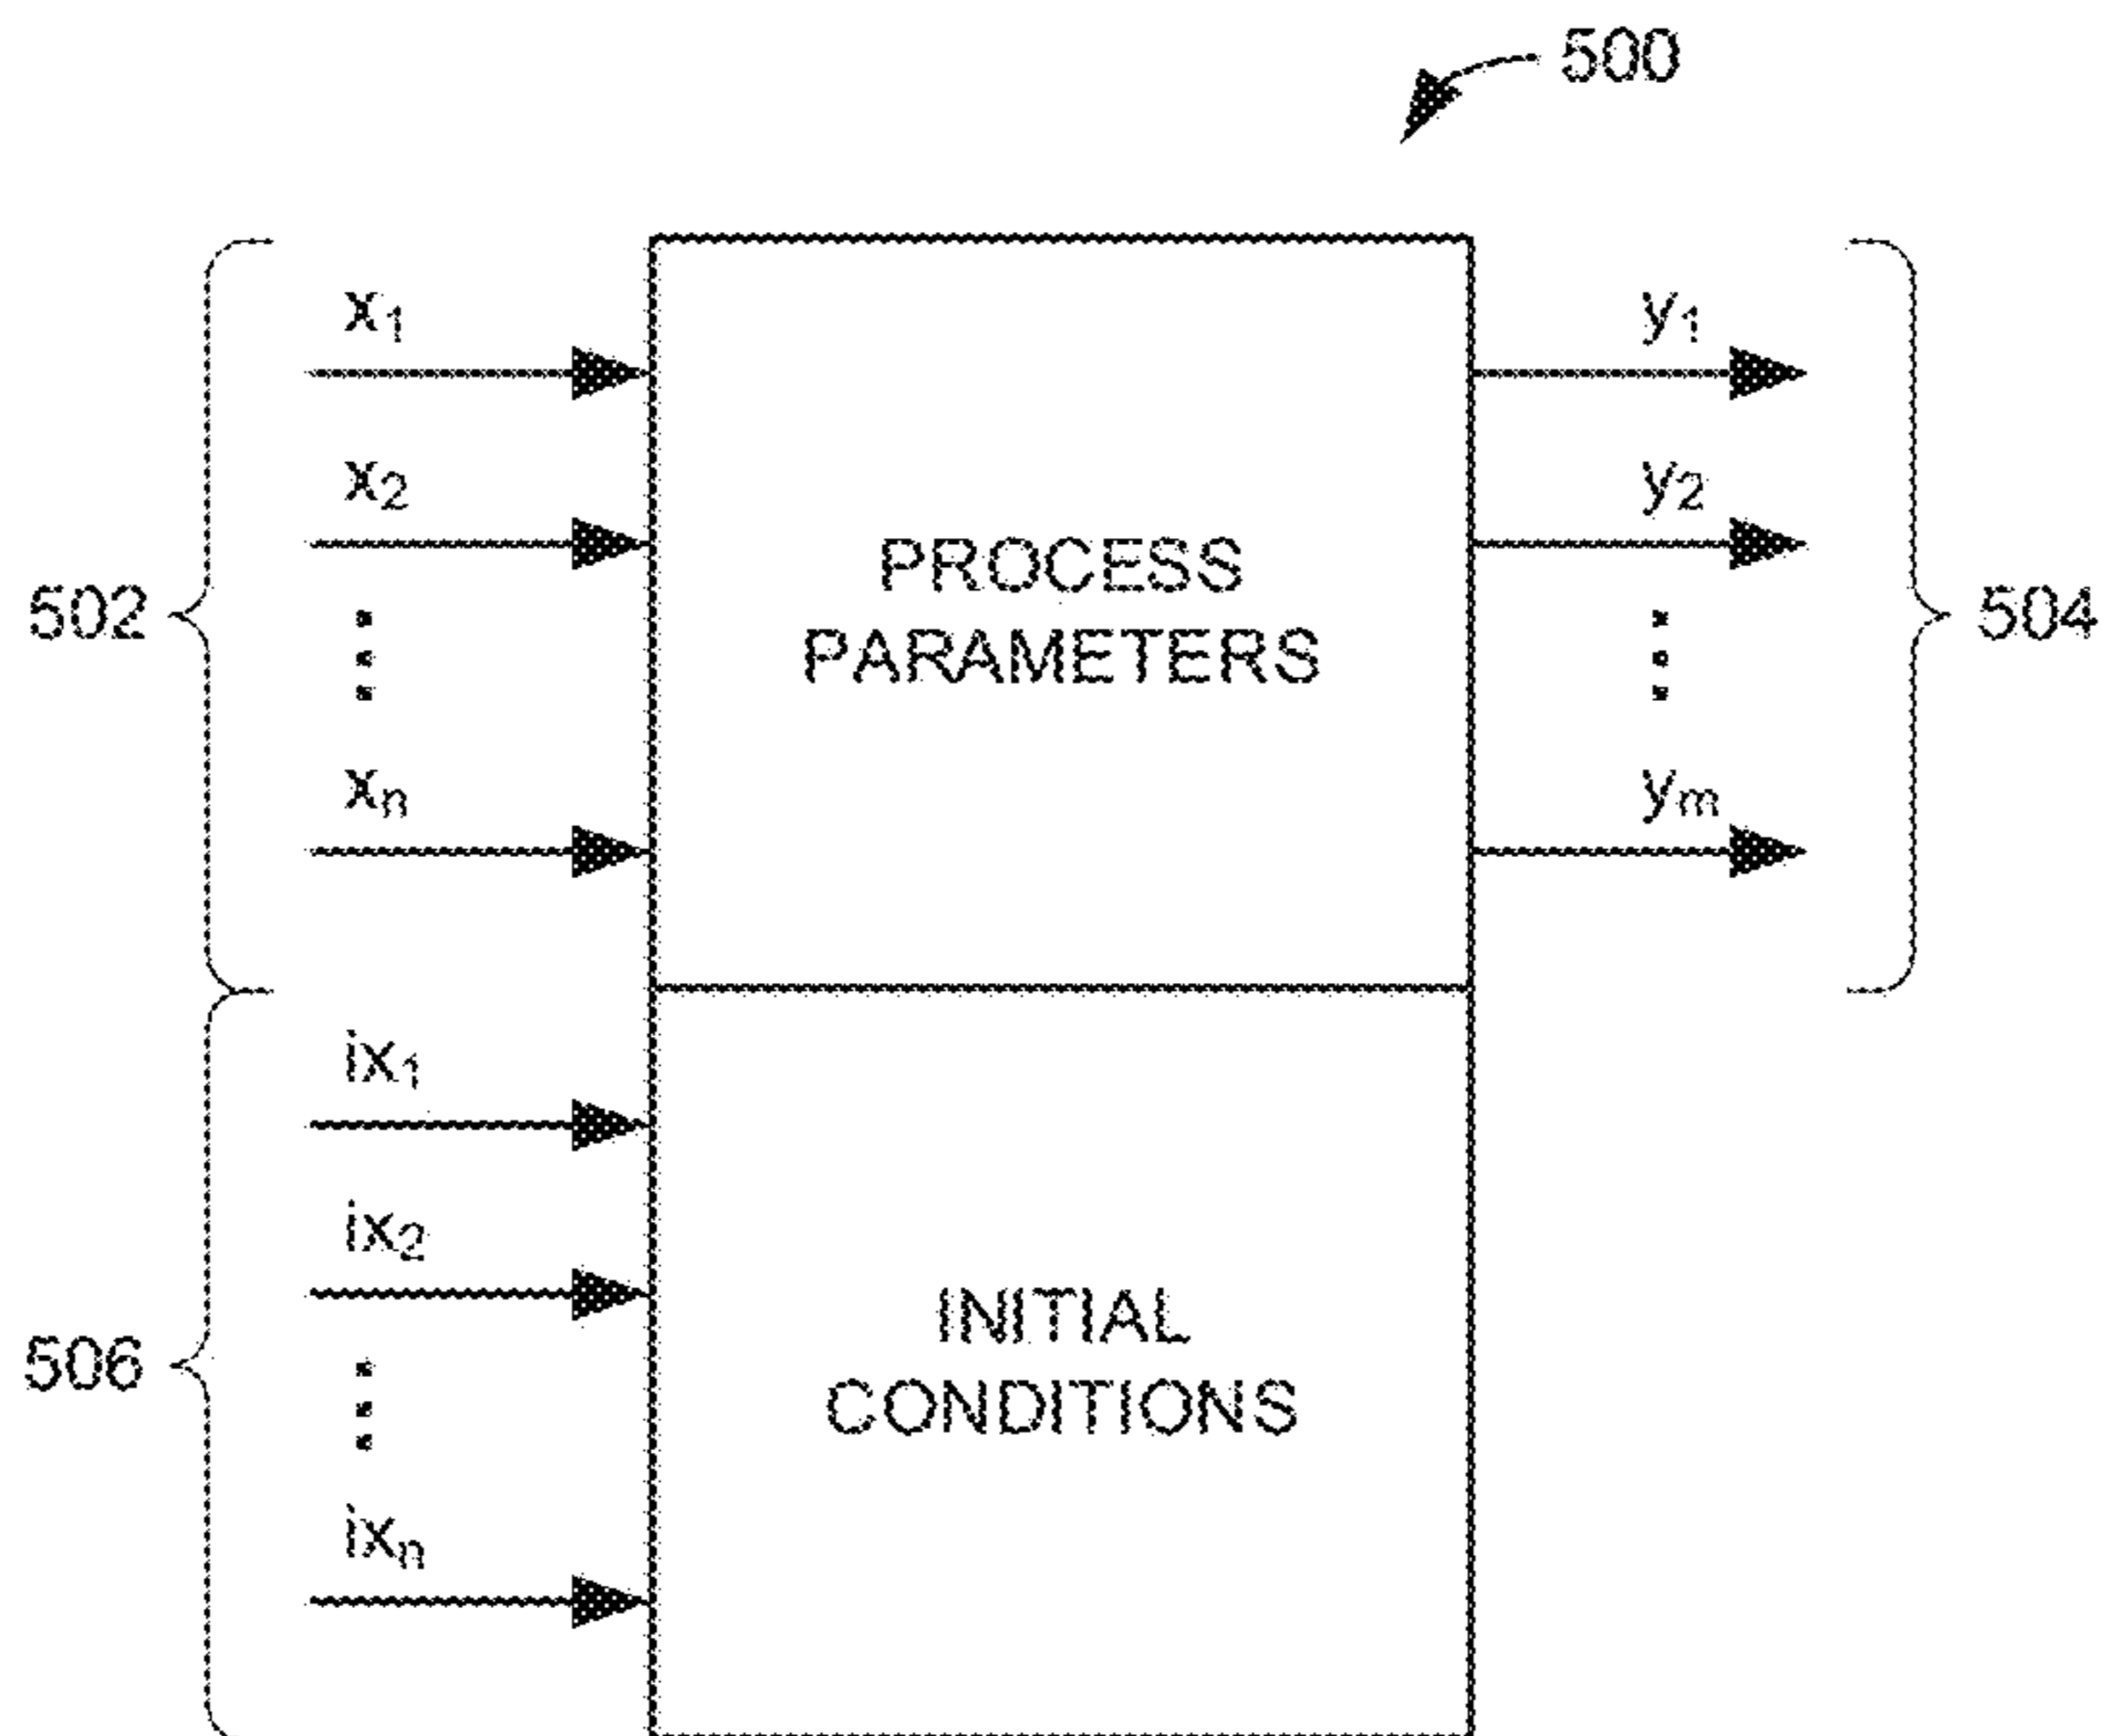 500
x₁
y₁
x₂
y₂
PROCESS
PARAMETERS
502
504
xₙ
yₘ
ix₁
ix₂
INITIAL
CONDITIONS
506
ixₙ